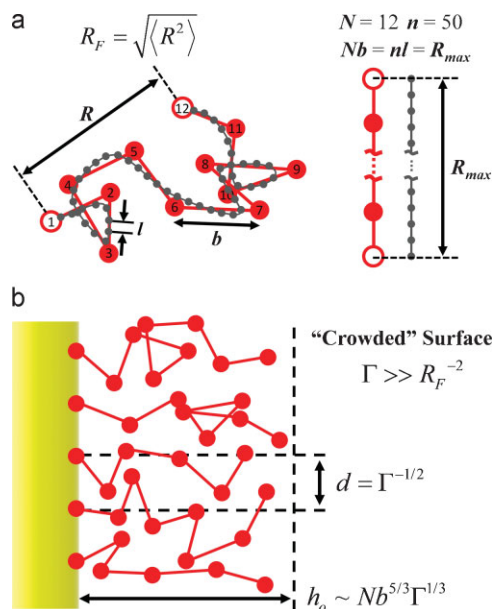 a
R_F = √⟨R²⟩
N = 12 n = 50
Nb = nl = R_max
R
12
11
5
8
9
4
2
10
6
7
1
l
b
3
R_max
b
“Crowded” Surface
Γ >> R_F⁻²
d = Γ^(-1/2)
h_o ~ Nb^(5/3)Γ^(1/3)